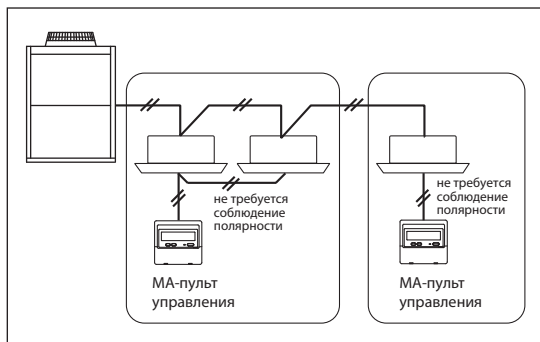 не требуется
соблюдение
полярности
МА-пульт
управления
не требуется
соблюдение
полярности
МА-пульт
управления